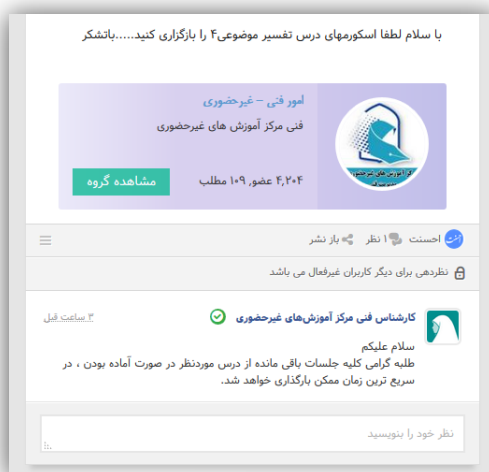 با سلام لطفا اسکورمهای درس تفسیر موضوعی۴ را بازگزاری کنید.....باتشکر
امور فنی – غیرحضوری
فنی مرکز آموزش های غیرحضوری
۴,۲۰۴ عضو, ۱۰۹ مطلب
مشاهده گروه
احسنت ۱ نظر باز نشر
نظردهی برای دیگر کاربران غیرفعال می باشد
کارشناس فنی مرکز آموزش‌های غیرحضوری
۳ ساعت قبل
سلام علیکم
طلبه گرامی کلیه جلسات باقی مانده از درس موردنظر در صورت آماده بودن ، در
سریع ترین زمان ممکن بارگذاری خواهد شد.
نظر خود را بنویسید